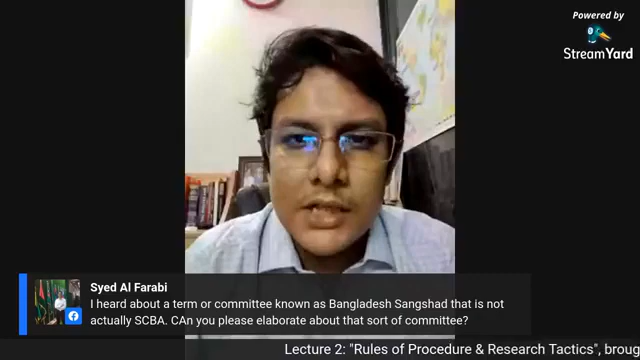 Powered by
StreamYard
Syed Al Farabi
I heard about a term or committee known as Bangladesh Sangshad that is not
actually SCBA. CAn you please elaborate about that sort of committee?
Lecture 2: "Rules of Procedure & Research Tactics", broug